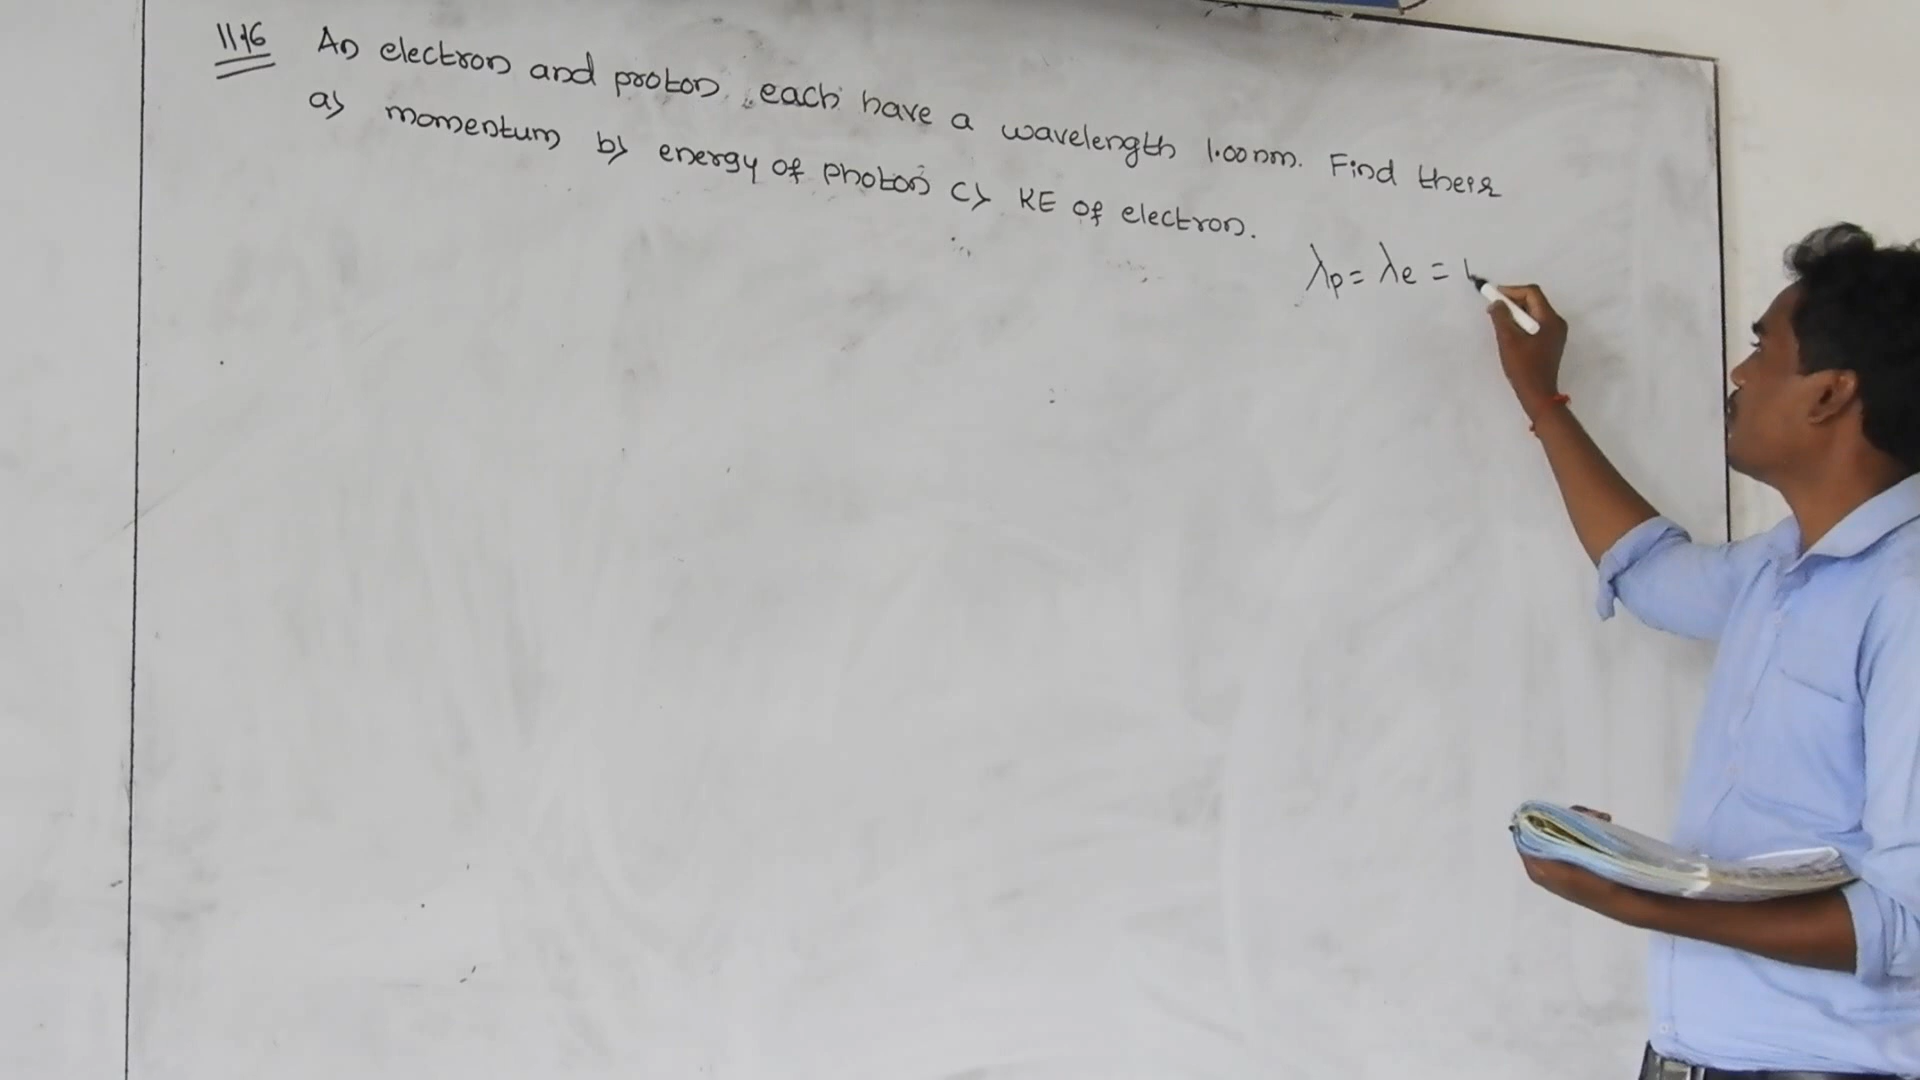 11.16 An electron and proton, each have a wavelength 1.00nm. Find their
a) momentum b) energy of photon c) KE of electron.
λp = λe = 1